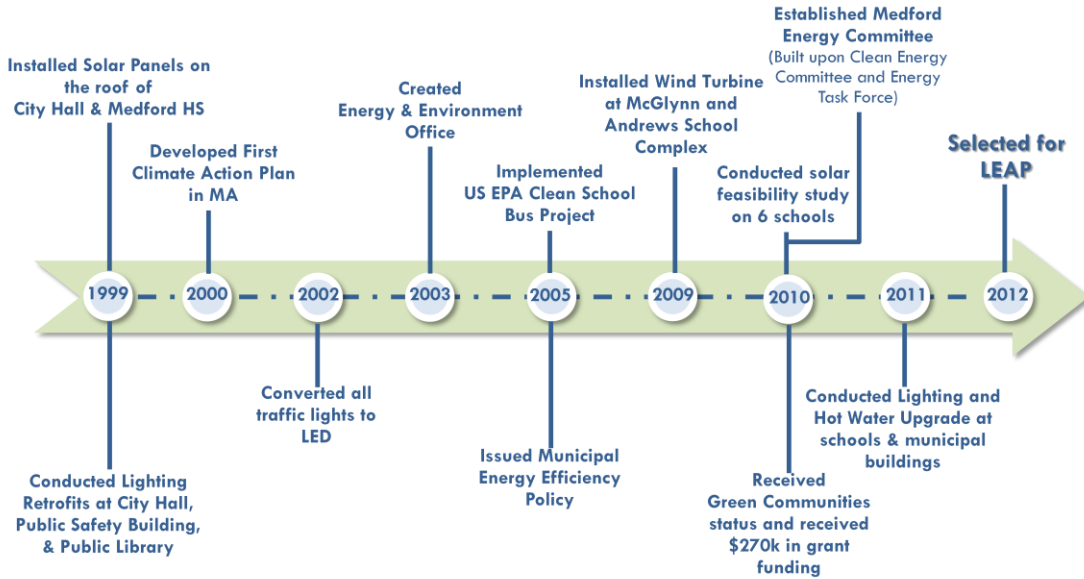 Installed Solar Panels on
the roof of
City Hall & Medford HS
Developed First
Climate Action Plan
in MA
Created
Energy & Environment
Office
Implemented
US EPA Clean School
Bus Project
Installed Wind Turbine
at McGlynn and
Andrews School
Complex
Established Medford
Energy Committee
(Built upon Clean Energy
Committee and Energy
Task Force)
Conducted solar
feasibility study
on 6 schools
Selected for
LEAP
1999
2000
2002
2003
2005
2009
2010
2011
2012
Conducted Lighting
Retrofits at City Hall,
Public Safety Building,
& Public Library
Converted all
traffic lights to
LED
Issued Municipal
Energy Efficiency
Policy
Received
Green Communities
status and received
$270k in grant
funding
Conducted Lighting and
Hot Water Upgrade at
schools & municipal
buildings